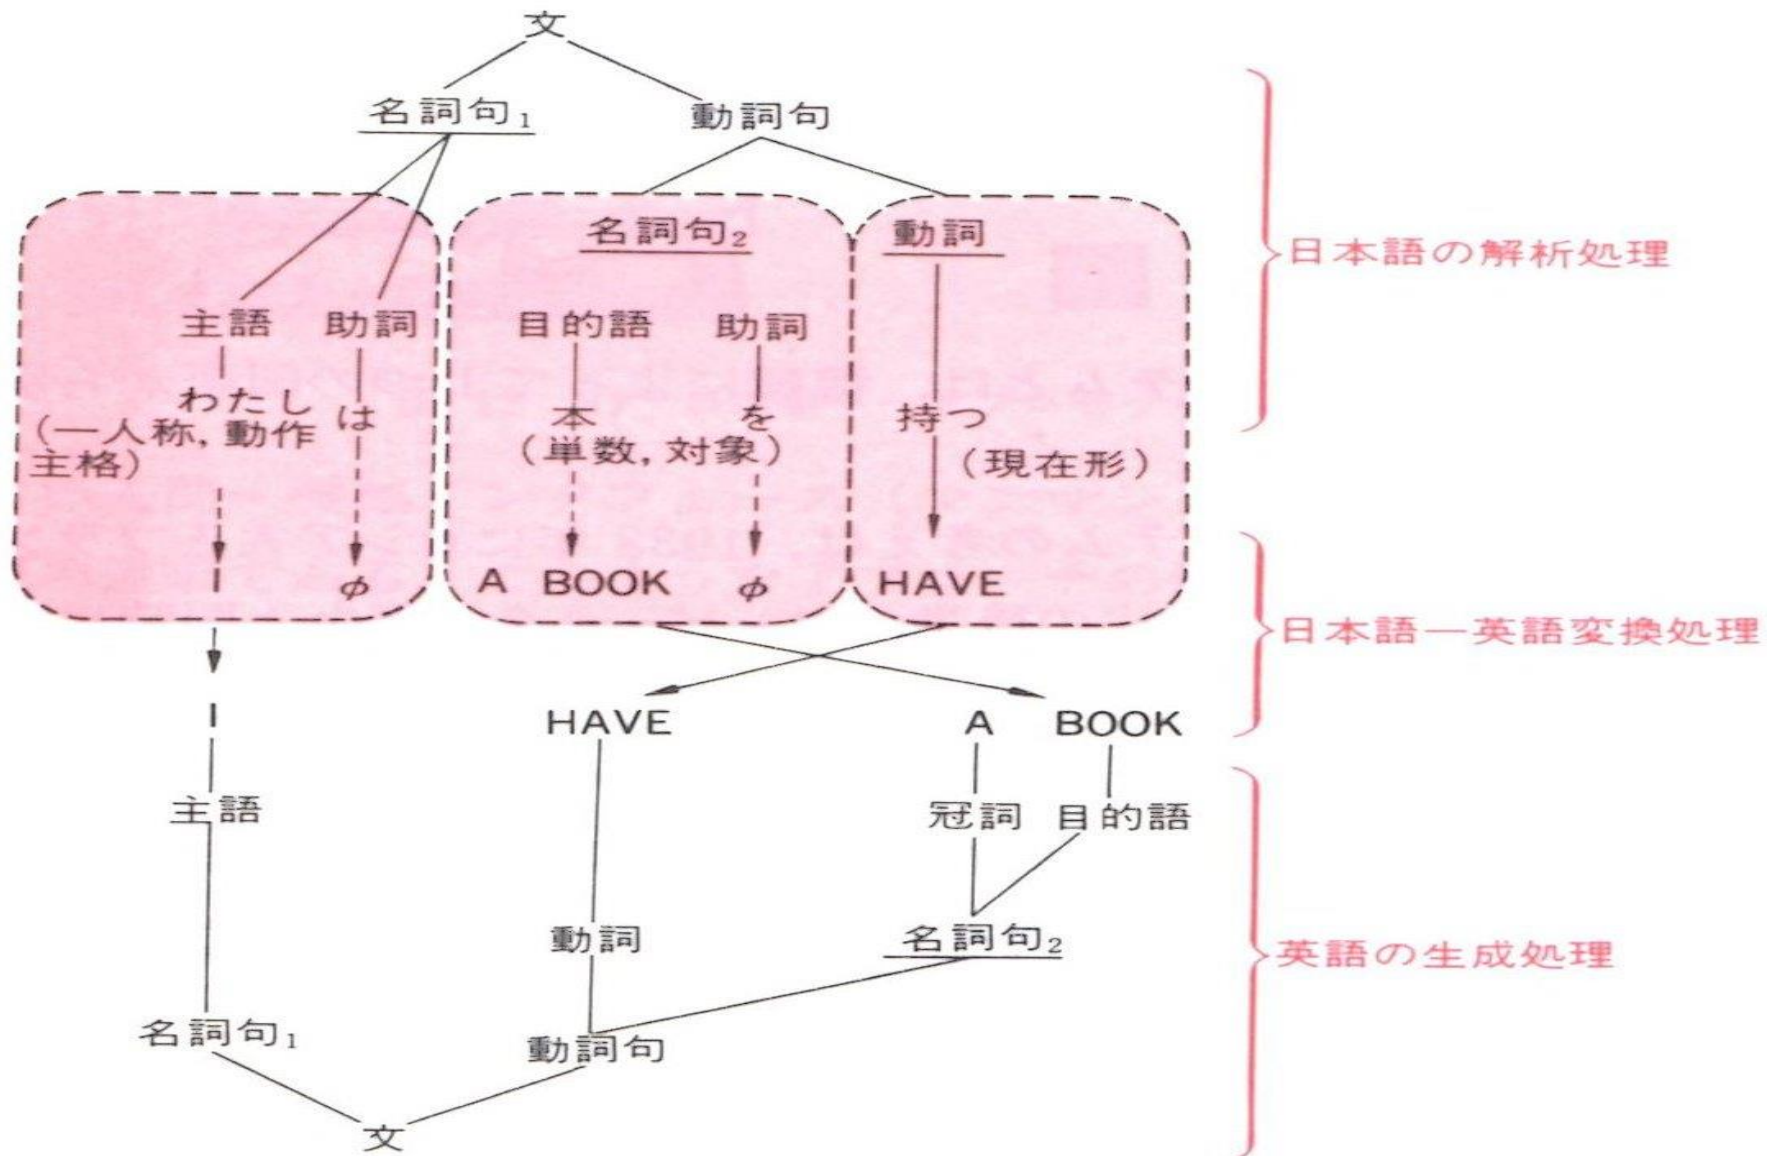 文
名詞句1 動詞句
名詞句2 動詞
日本語の解析処理
主語 助詞 目的語 助詞
わたし は 本 を 持つ
(一人称,動作
主格)
(単数,対象)
(現在形)
I φ A BOOK φ HAVE
日本語―英語変換処理
I HAVE A BOOK
主語 冠詞 目的語
動詞 名詞句2
英語の生成処理
名詞句1 動詞句
文